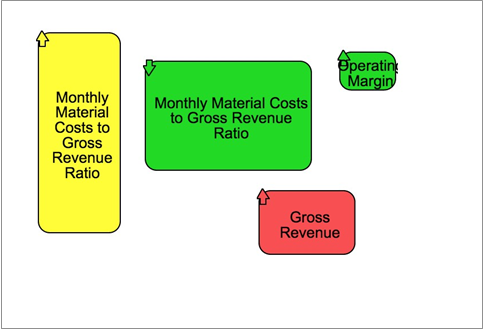 Monthly
Material
Costs to
Gross
Revenue
Ratio
Monthly Material Costs
to Gross Revenue
Ratio
Operating
Margin
Gross
Revenue